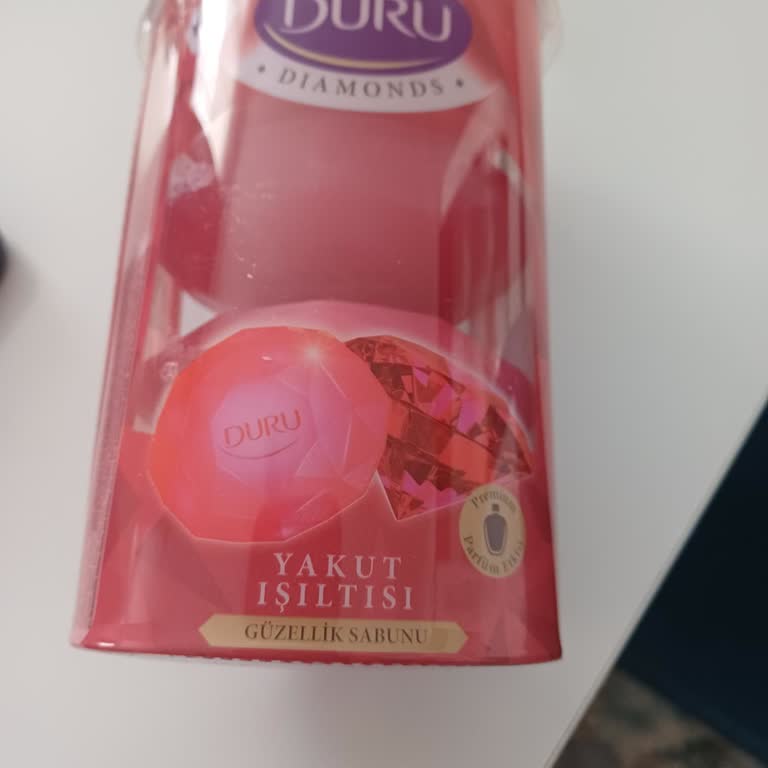 DURU
• DIAMONDS •
DURU
Premium
Parfüm Etkisi
YAKUT
IŞILTISI
GÜZELLİK SABUNU